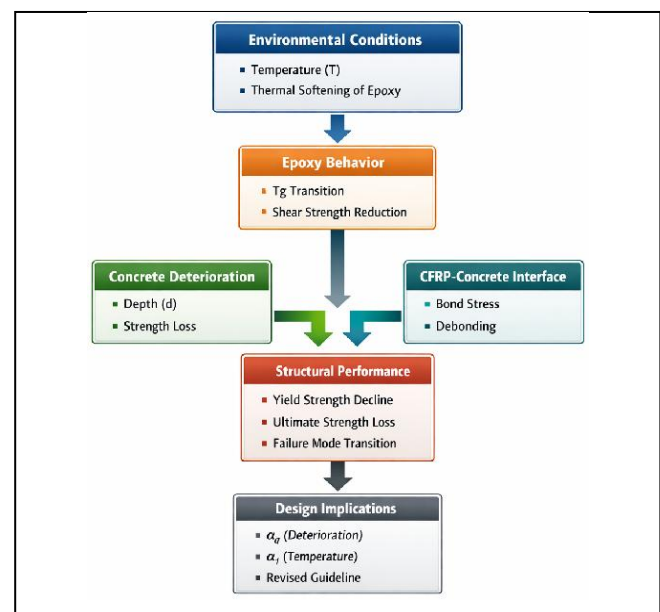 Environmental Conditions
▪ Temperature (T)
▪ Thermal Softening of Epoxy
Epoxy Behavior
▪ Tg Transition
▪ Shear Strength Reduction
Concrete Deterioration
▪ Depth (d)
▪ Strength Loss
CFRP-Concrete Interface
▪ Bond Stress
▪ Debonding
Structural Performance
▪ Yield Strength Decline
▪ Ultimate Strength Loss
▪ Failure Mode Transition
Design Implications
▪ α_d (Deterioration)
▪ α_t (Temperature)
▪ Revised Guideline